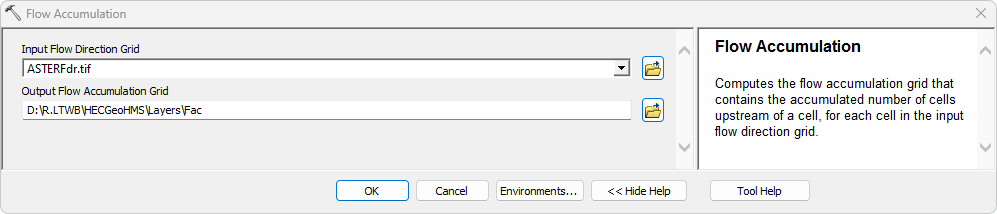 Flow Accumulation
Input Flow Direction Grid
ASTERFdr.tif
Output Flow Accumulation Grid
D:\R.LTWB\HECGeoHMS\Layers\Fac
Flow Accumulation
Computes the flow accumulation grid that
contains the accumulated number of cells
upstream of a cell, for each cell in the input
flow direction grid.
OK
Cancel
Environments...
<< Hide Help
Tool Help